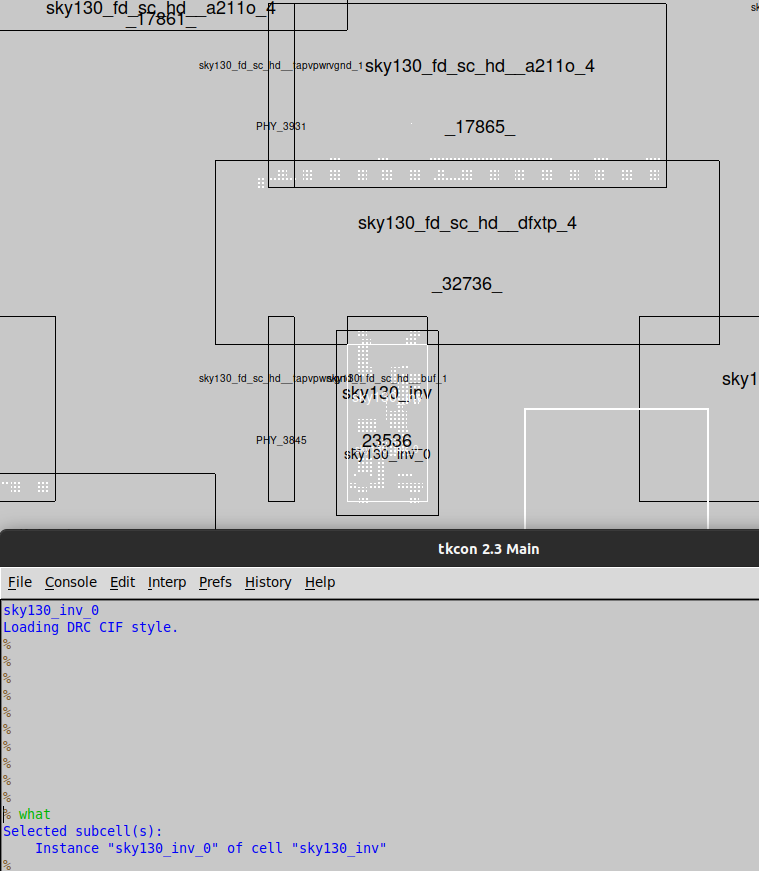 sky130_fd_sc_hd__a211o_4
_17861_
sky130_fd_sc_hd__tapvpwrvgnd_1
sky130_fd_sc_hd__a211o_4
PHY_3931
_17865_
sky130_fd_sc_hd__dfxtp_4
_32736_
sky130_fd_sc_hd__buf_1
sky1
sky130_inv
PHY_3845
23536
sky130_inv_0
tkcon 2.3 Main
File Console Edit Interp Prefs History Help
sky130_inv_0
Loading DRC CIF style.
%
%
%
%
%
%
%
%
%
%
% what
Selected subcell(s):
Instance "sky130_inv_0" of cell "sky130_inv"
%